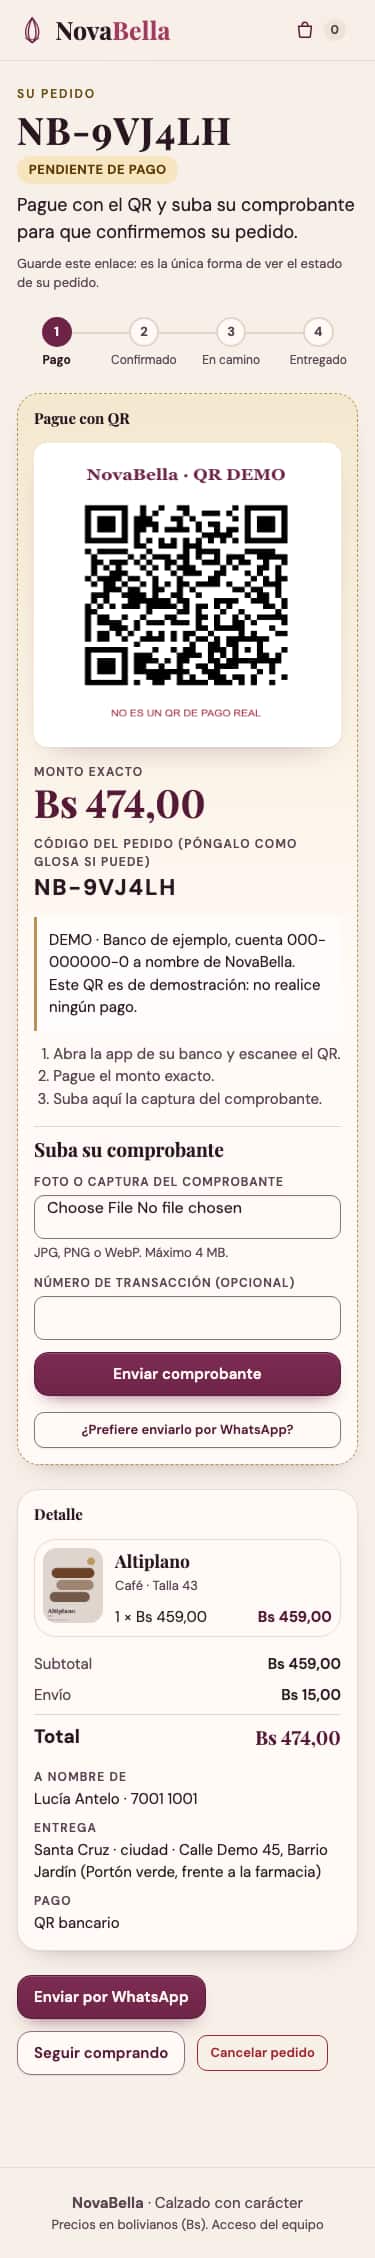 NovaBella
0
SU PEDIDO
NB-9VJ4LH
PENDIENTE DE PAGO
Pague con el QR y suba su comprobante
para que confirmemos su pedido.
Guarde este enlace: es la única forma de ver el estado
de su pedido.
1
2
3
4
Pago
Confirmado
En camino
Entregado
Pague con QR
NovaBella · QR DEMO
NO ES UN QR DE PAGO REAL
MONTO EXACTO
Bs 474,00
CÓDIGO DEL PEDIDO (PÓNGALO COMO
GLOSA SI PUEDE)
NB-9VJ4LH
DEMO · Banco de ejemplo, cuenta 000-
000000-0 a nombre de NovaBella.
Este QR es de demostración: no realice
ningún pago.
1. Abra la app de su banco y escanee el QR.
2. Pague el monto exacto.
3. Suba aquí la captura del comprobante.
Suba su comprobante
FOTO O CAPTURA DEL COMPROBANTE
Choose File No file chosen
JPG, PNG o WebP. Máximo 4 MB.
NÚMERO DE TRANSACCIÓN (OPCIONAL)
Enviar comprobante
¿Prefiere enviarlo por WhatsApp?
Detalle
Altiplano
Altiplano
Café · Talla 43
1 × Bs 459,00
Bs 459,00
Subtotal
Bs 459,00
Envío
Bs 15,00
Total
Bs 474,00
A NOMBRE DE
Lucía Antelo · 7001 1001
ENTREGA
Santa Cruz · ciudad · Calle Demo 45, Barrio
Jardín (Portón verde, frente a la farmacia)
PAGO
QR bancario
Enviar por WhatsApp
Seguir comprando
Cancelar pedido
NovaBella · Calzado con carácter
Precios en bolivianos (Bs). Acceso del equipo